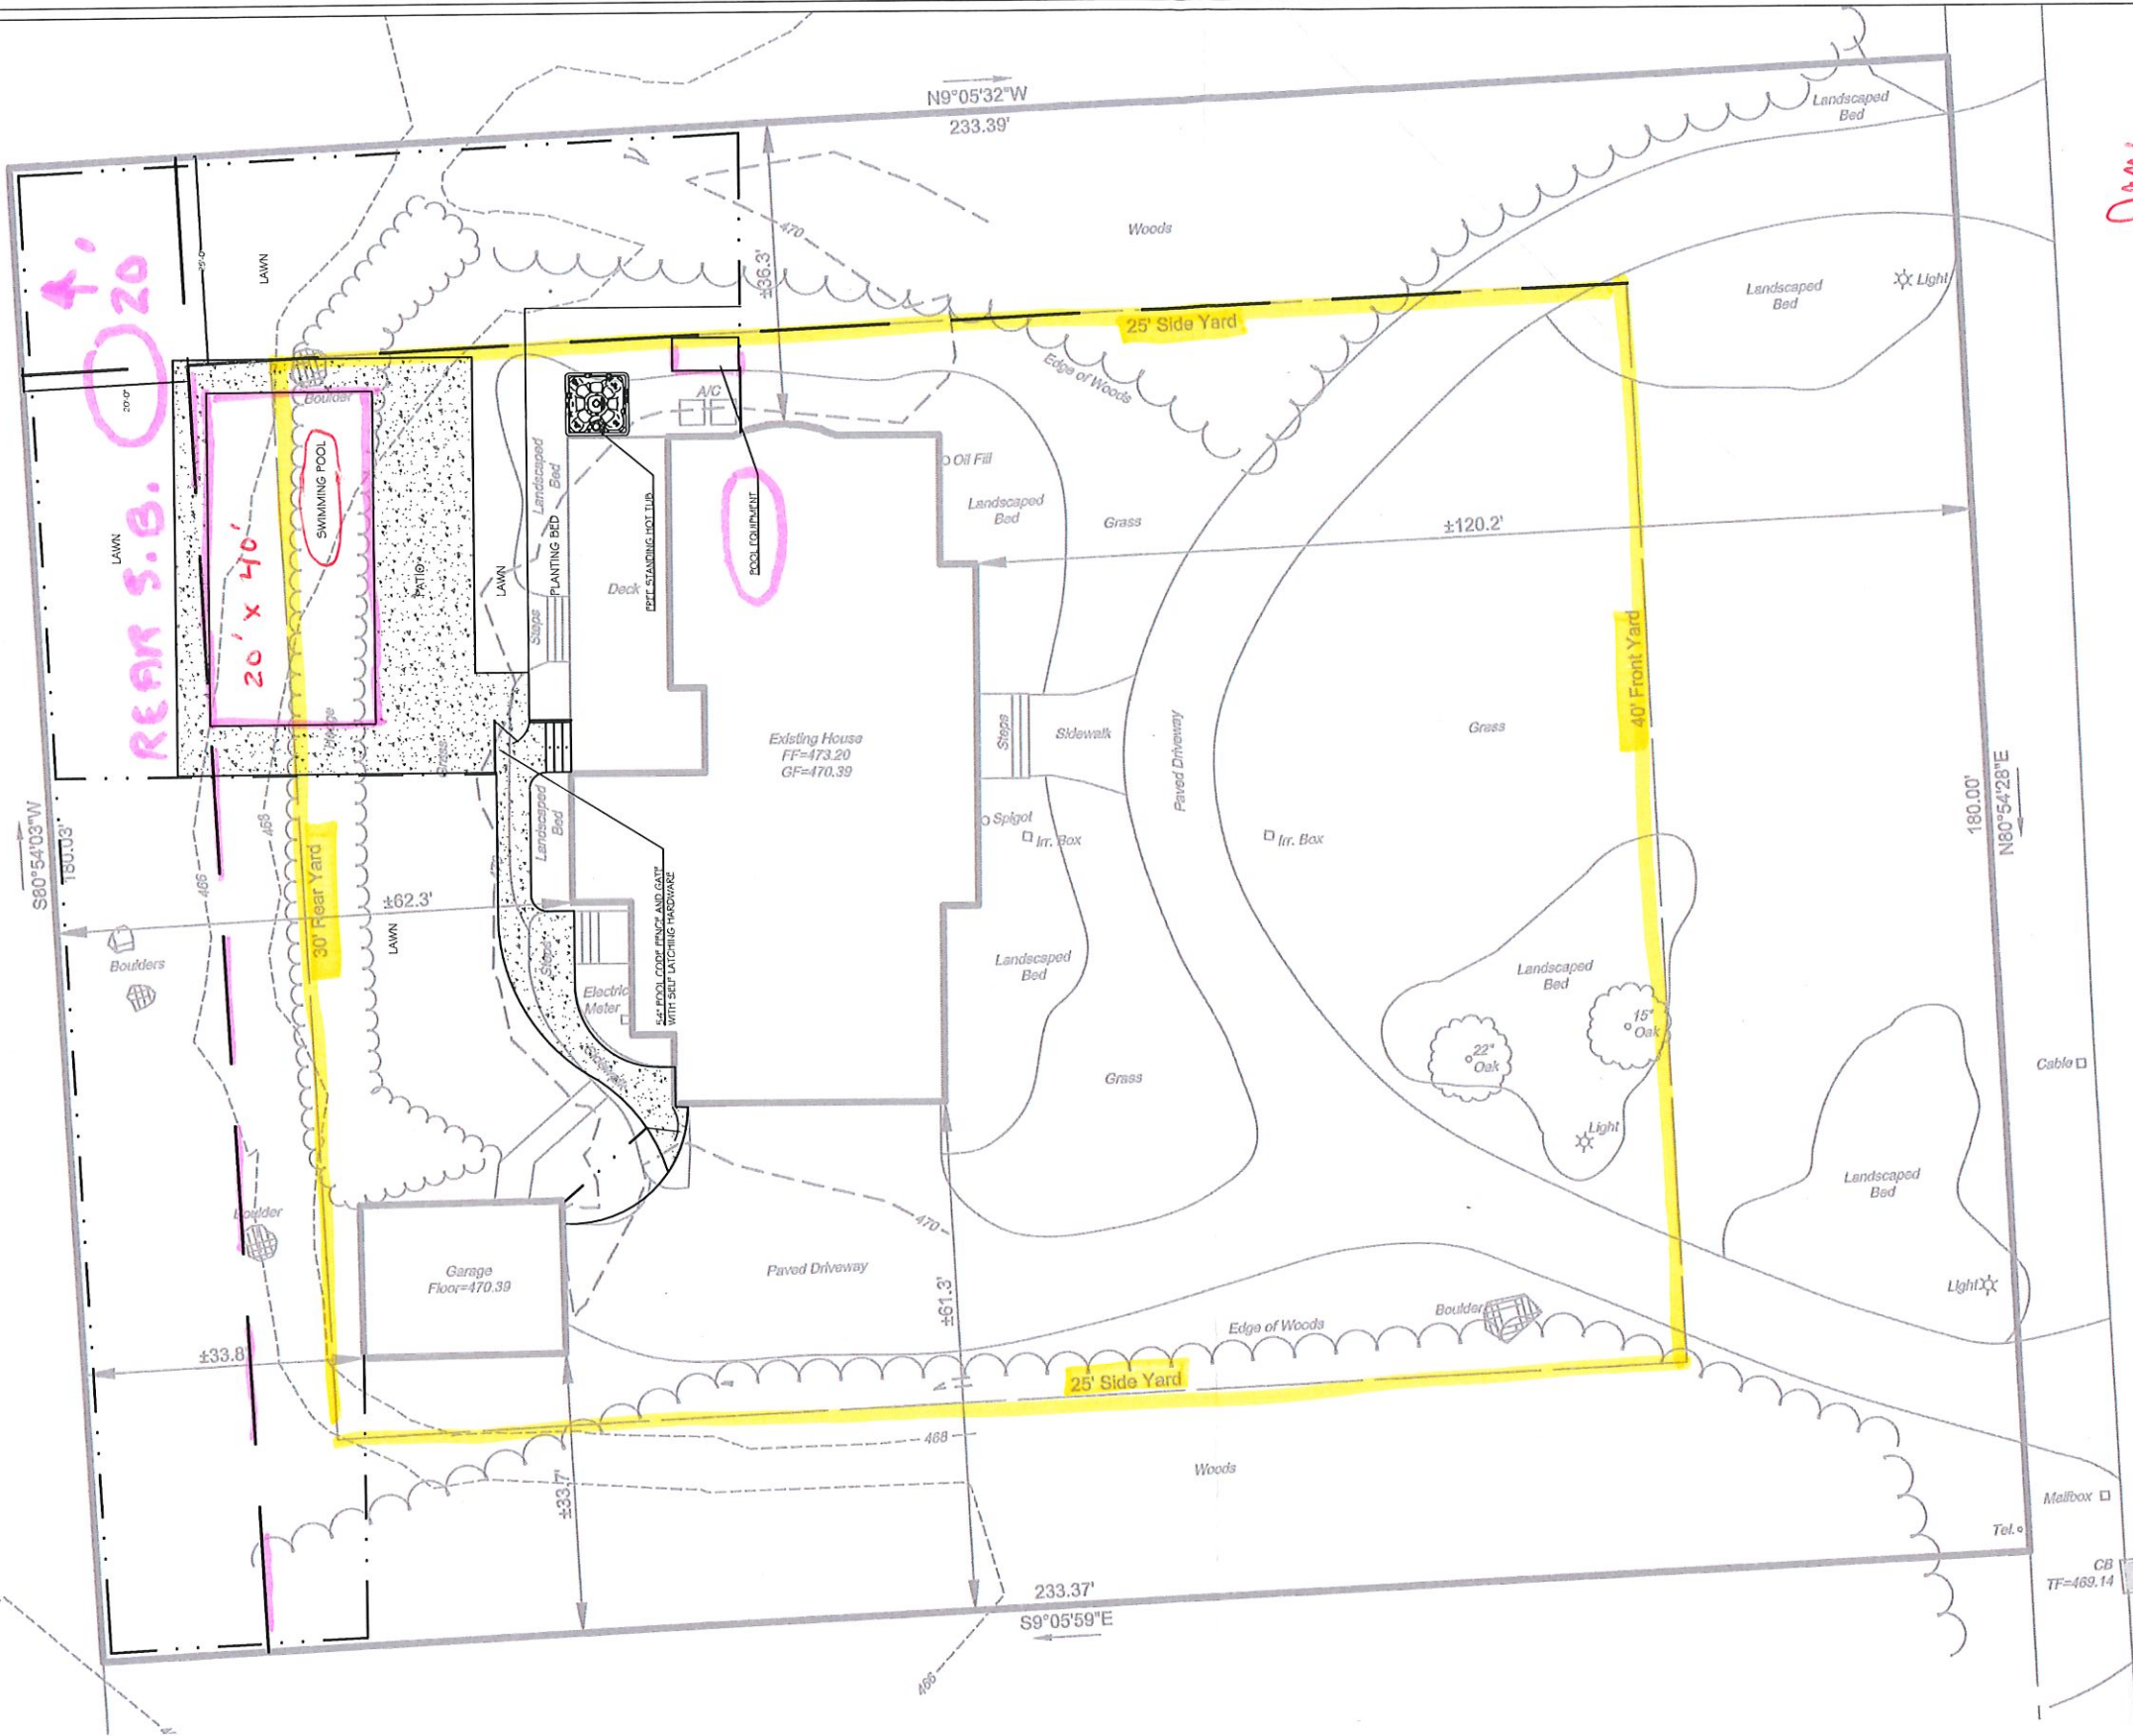 N9°05'32"W
233.39'
Landscaped
Bed
Woods
470
±36.3'
25' Side Yard
Edge of Woods
Landscaped
Bed
Light
4'
20
20'-0"
REAR S.B.
LAWN
LAWN
Boulder
SWIMMING POOL
20' x 40'
PATIO
LAWN
Hedge
Grass
Landscaped
Bed
PLANTING BED
Steps
Deck
FREE STANDING HOT TUB
A/C
POOL EQUIPMENT
Oil Fill
Landscaped
Bed
Grass
±120.2'
40' Front Yard
Existing House
FF=473.20
GF=470.39
Steps
Sidewalk
Paved Driveway
Grass
Spigot
Irr. Box
Irr. Box
180.00'
N80°54'28"E
S80°54'03"W
180.03'
468
466
30' Rear Yard
±62.3'
LAWN
Landscaped
Bed
Steps
Electric
Meter
54" POOL CODE FENCE AND GATE
WITH SELF LATCHING HARDWARE
Sidewalk
Boulders
Landscaped
Bed
Grass
Landscaped
Bed
15"
Oak
22"
Oak
Light
Cable
Landscaped
Bed
Light
Boulder
Garage
Floor=470.39
Paved Driveway
470
±61.3'
Boulder
Edge of Woods
±33.8'
25' Side Yard
468
±33.7'
Woods
Mailbox
Tel.
CB
TF=469.14
233.37'
S9°05'59"E
466